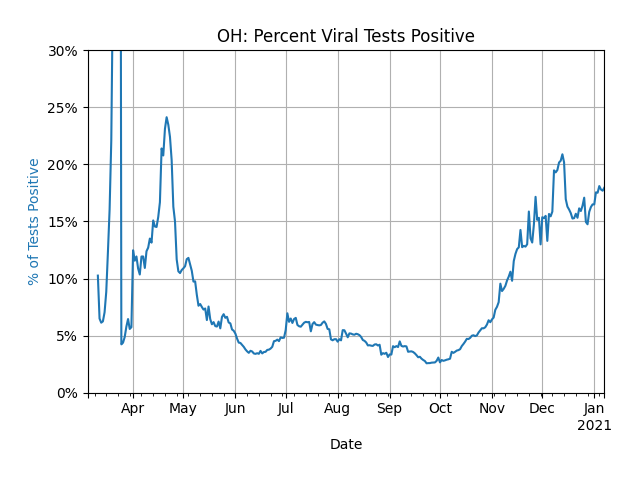 OH: Percent Viral Tests Positive
30%
25%
20%
15%
10%
5%
0%
% of Tests Positive
Apr May Jun Jul Aug Sep Oct Nov Dec Jan
2021
Date